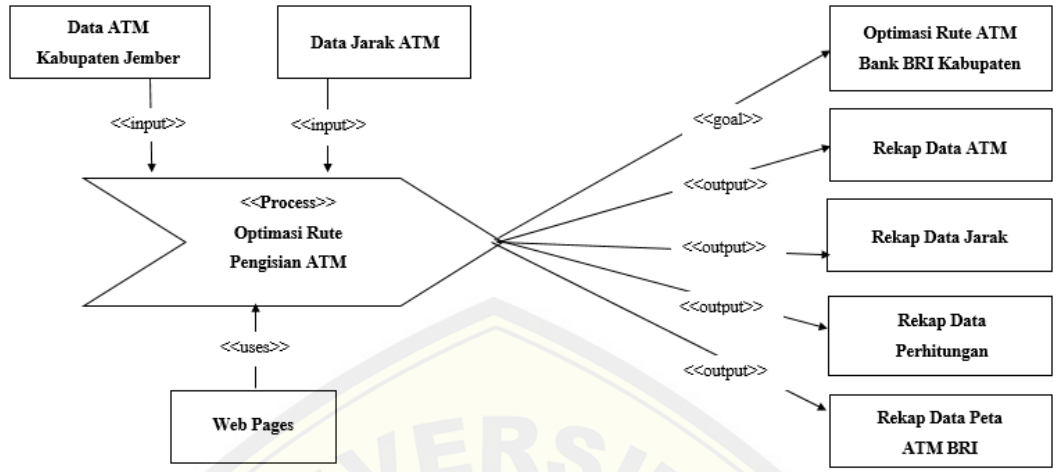 Data ATM
Kabupaten Jember
Data Jarak ATM
<<input>>
<<input>>
<<Process>>
Optimasi Rute
Pengisian ATM
<<uses>>
Web Pages
<<goal>>
<<output>>
<<output>>
<<output>>
<<output>>
Optimasi Rute ATM
Bank BRI Kabupaten
Rekap Data ATM
Rekap Data Jarak
Rekap Data
Perhitungan
Rekap Data Peta
ATM BRI